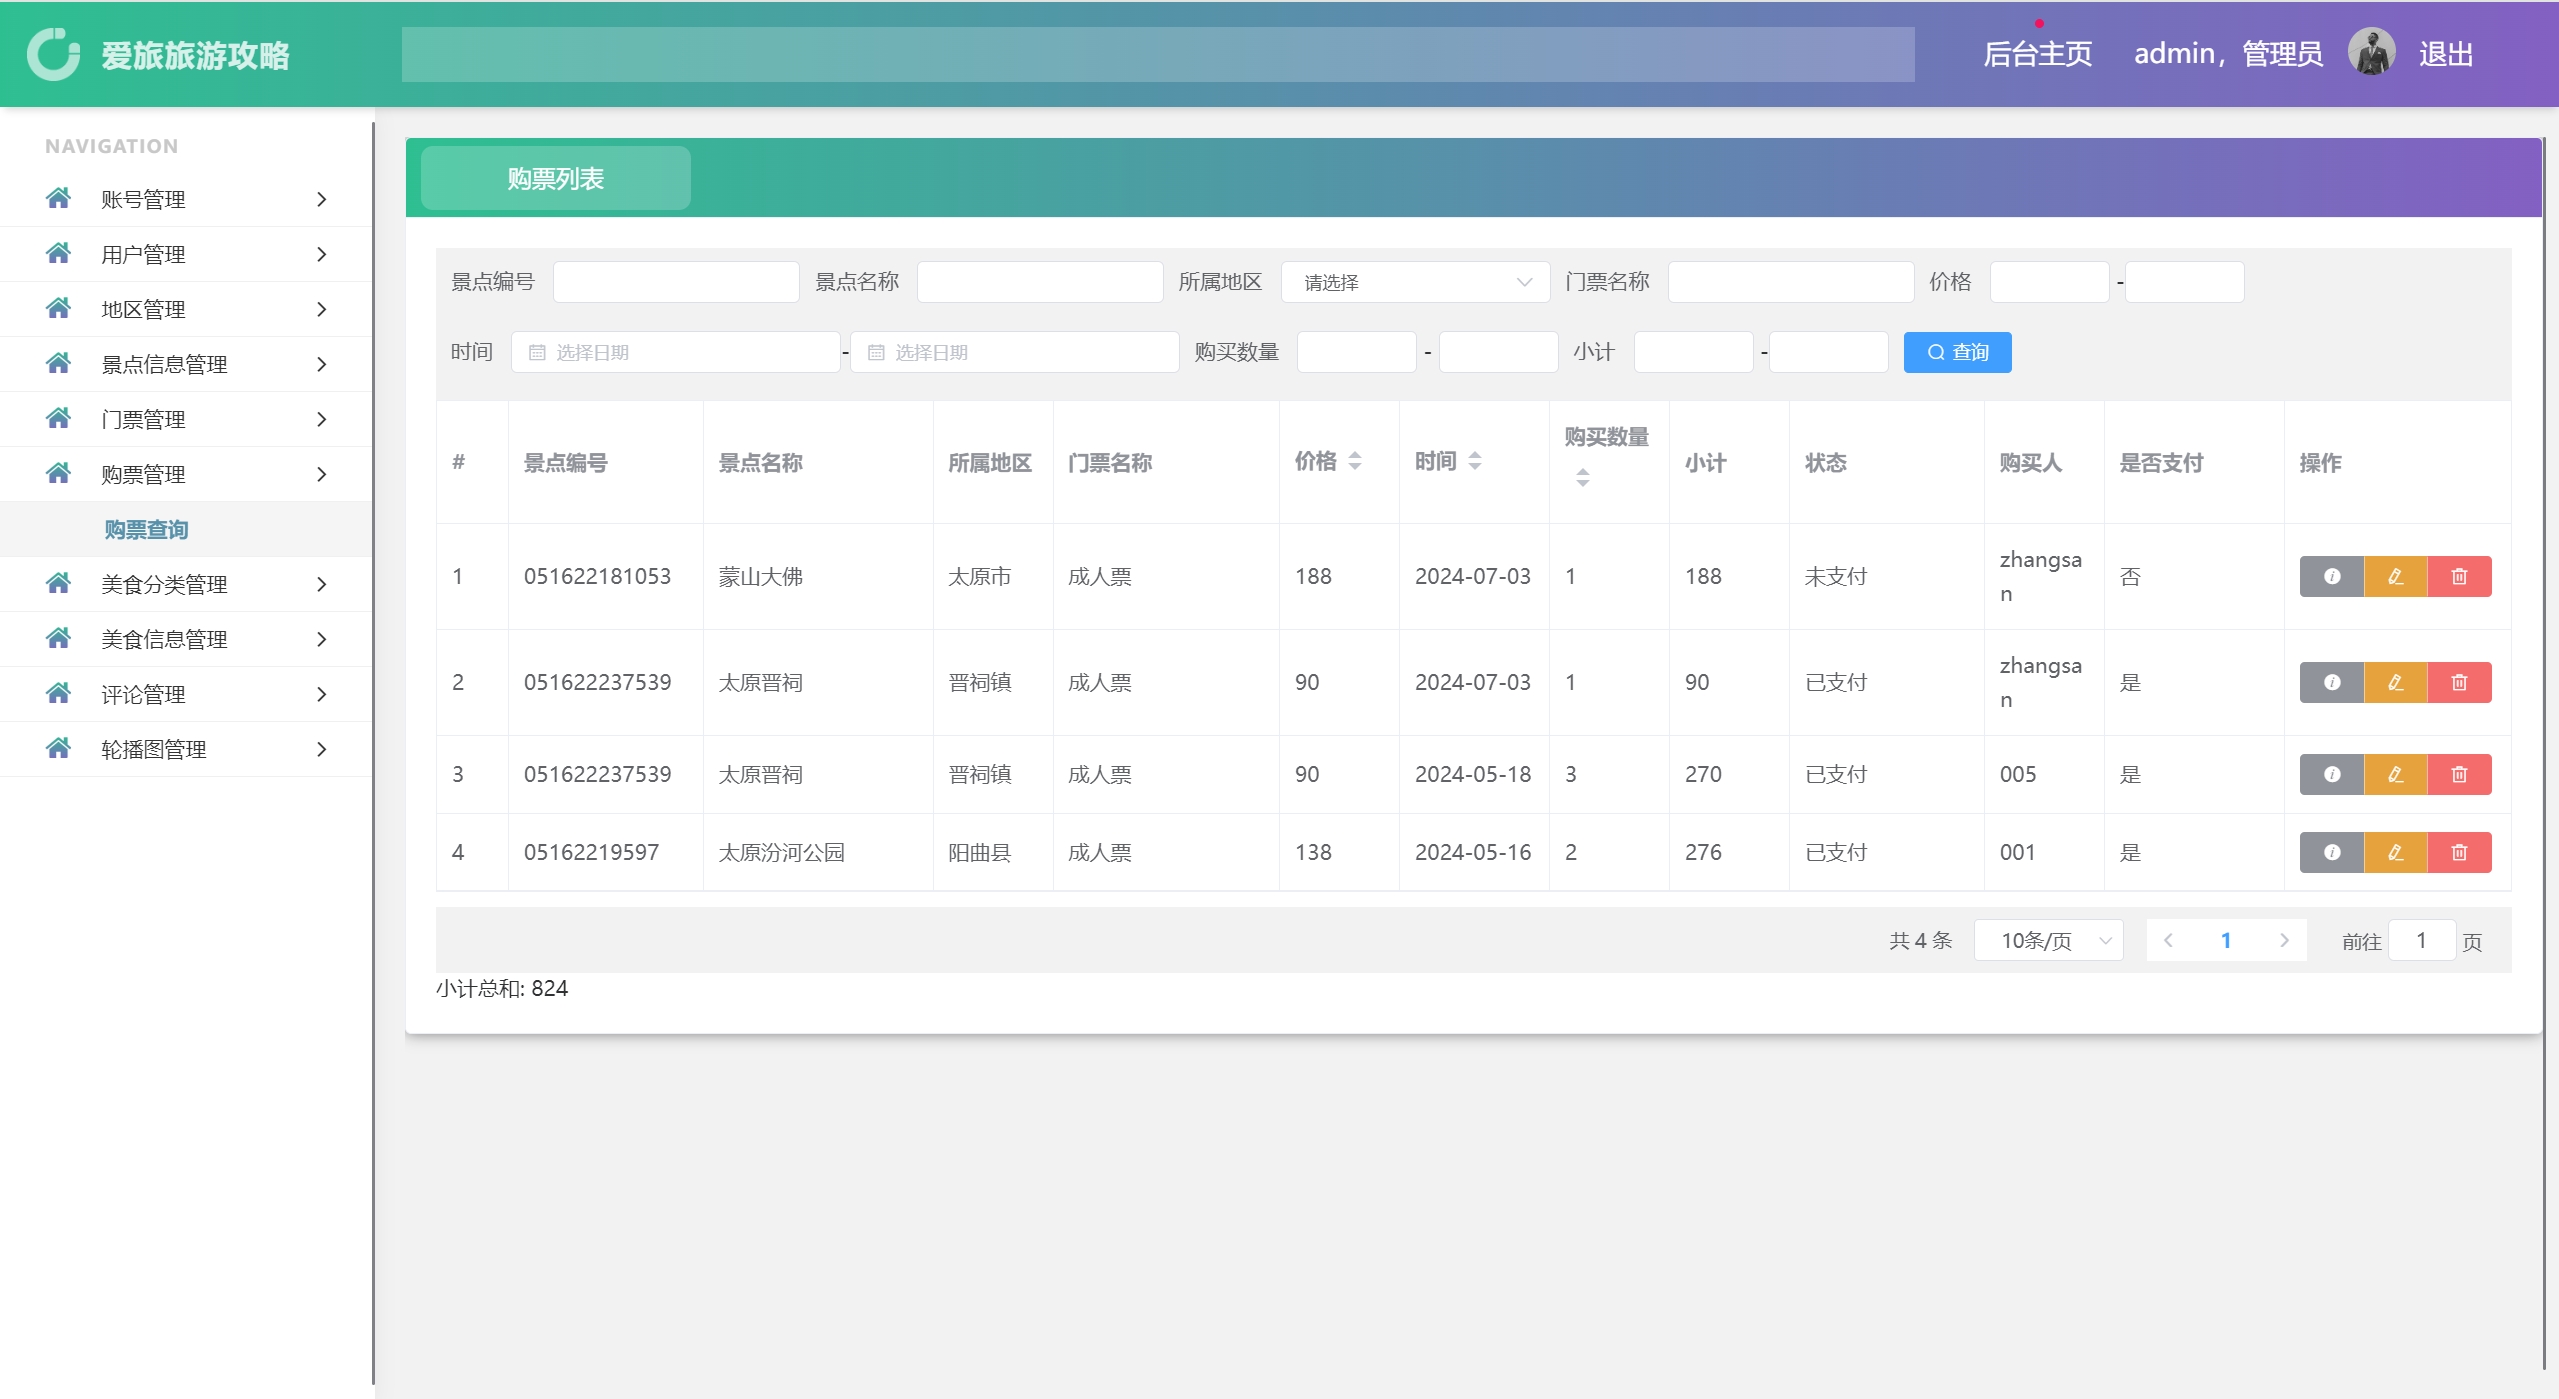 爱旅旅游攻略
后台主页 admin，管理员 退出
NAVIGATION
账号管理
用户管理
地区管理
景点信息管理
门票管理
购票管理
购票查询
美食分类管理
美食信息管理
评论管理
轮播图管理
购票列表
景点编号 景点名称 所属地区 请选择 门票名称 价格 -
时间 选择日期 - 选择日期 购买数量 - 小计 - 查询
# 景点编号 景点名称 所属地区 门票名称 价格 时间 购买数量 小计 状态 购买人 是否支付 操作
1 051622181053 蒙山大佛 太原市 成人票 188 2024-07-03 1 188 未支付 zhangsa
n 否
2 051622237539 太原晋祠 晋祠镇 成人票 90 2024-07-03 1 90 已支付 zhangsa
n 是
3 051622237539 太原晋祠 晋祠镇 成人票 90 2024-05-18 3 270 已支付 005 是
4 05162219597 太原汾河公园 阳曲县 成人票 138 2024-05-16 2 276 已支付 001 是
共 4 条 10条/页 1 前往 1 页
小计总和: 824